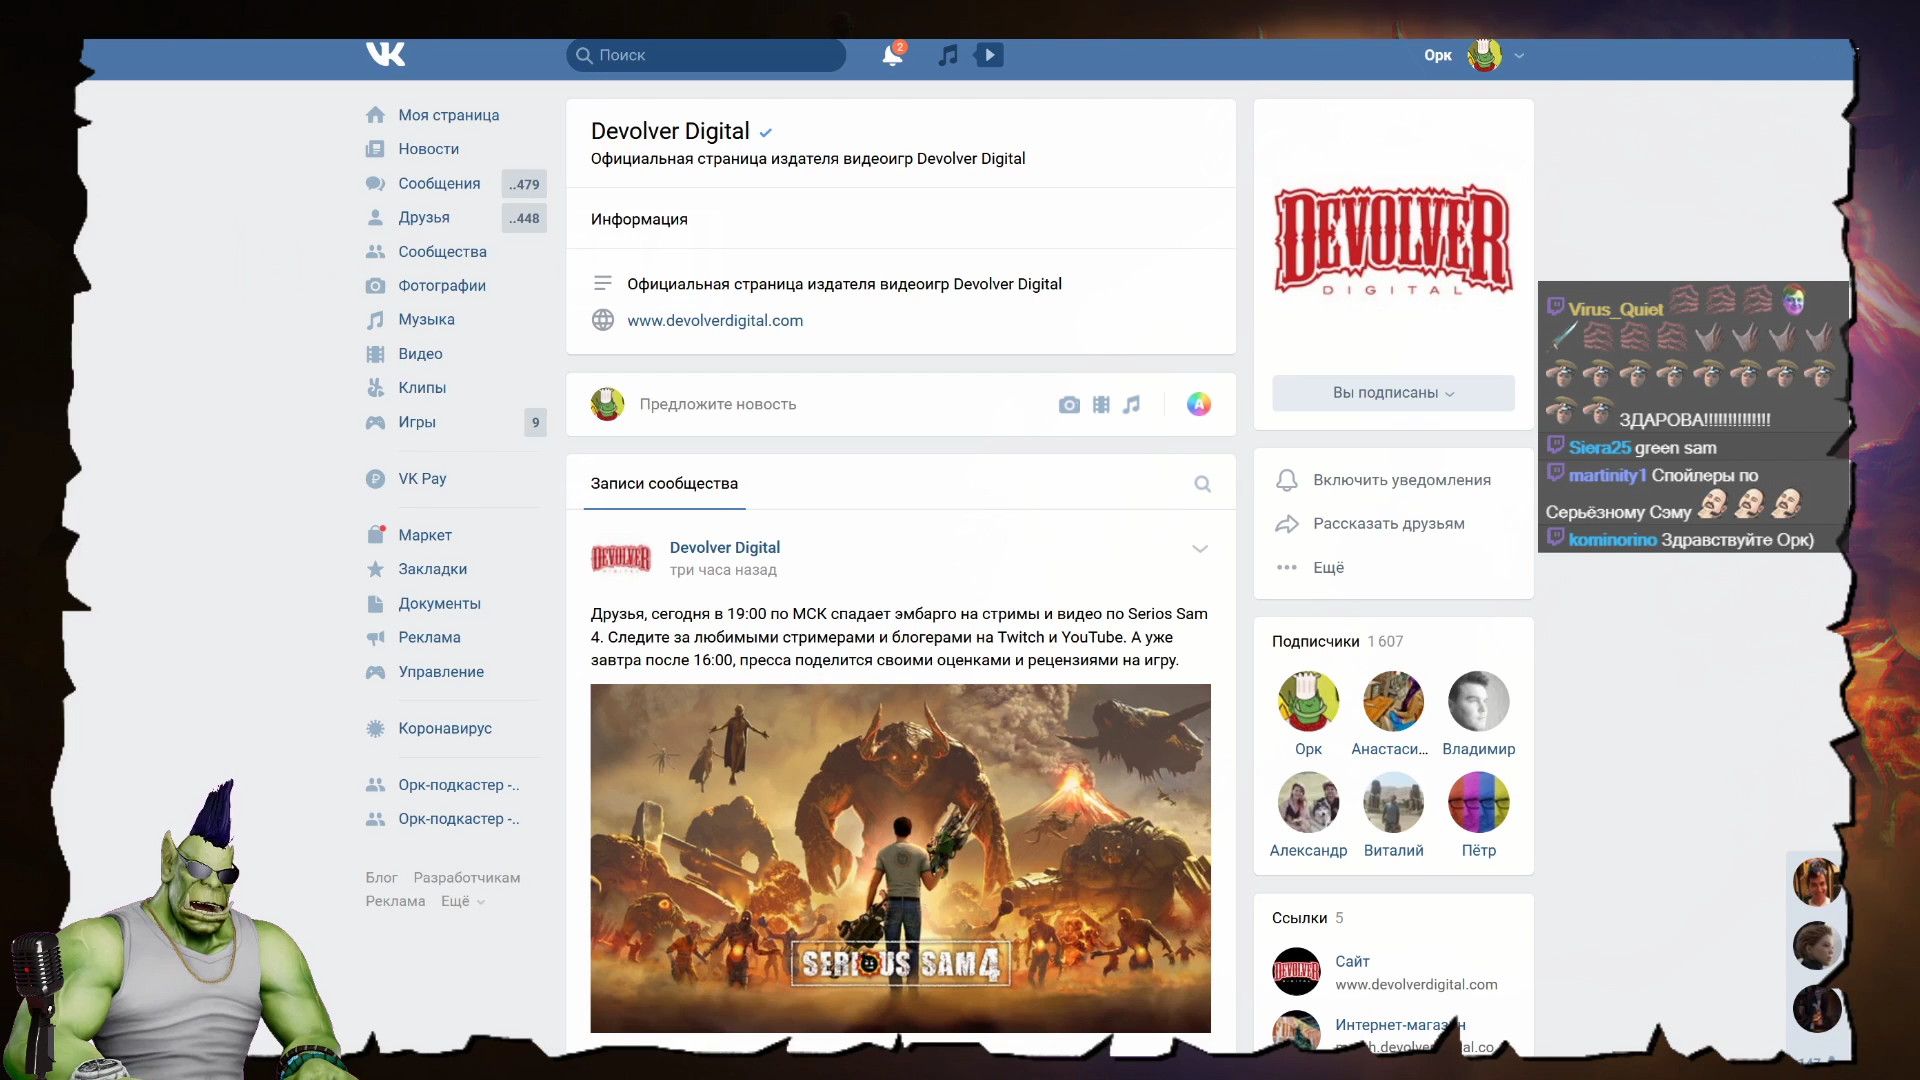 Поиск
2
Орк
Моя страница
Новости
Сообщения ..479
Друзья ..448
Сообщества
Фотографии
Музыка
Видео
Клипы
Игры 9
VK Pay
Маркет
Закладки
Документы
Реклама
Управление
Коронавирус
Орк-подкастер -..
Орк-подкастер -..
Блог Разработчикам
Реклама Ещё
Devolver Digital
Официальная страница издателя видеоигр Devolver Digital
Информация
Официальная страница издателя видеоигр Devolver Digital
www.devolverdigital.com
Предложите новость
A
Записи сообщества
DEVOLVER
Devolver Digital
три часа назад
Друзья, сегодня в 19:00 по МСК спадает эмбарго на стримы и видео по Serios Sam
4. Следите за любимыми стримерами и блогерами на Twitch и YouTube. А уже
завтра после 16:00, пресса поделится своими оценками и рецензиями на игру.
SERIOUS SAM 4
DEVOLVER
DIGITAL
Вы подписаны
Включить уведомления
Рассказать друзьям
Ещё
Подписчики 1 607
Орк Анастаси... Владимир
Александр Виталий Пётр
Ссылки 5
DEVOLVER
Сайт
www.devolverdigital.com
Интернет-магазин
Virus_Quiet
ЗДАРОВА!!!!!!!!!!!!!!
Siera25 green sam
martinity1 Спойлеры по
Серьёзному Сэму
kominorino Здравствуйте Орк)